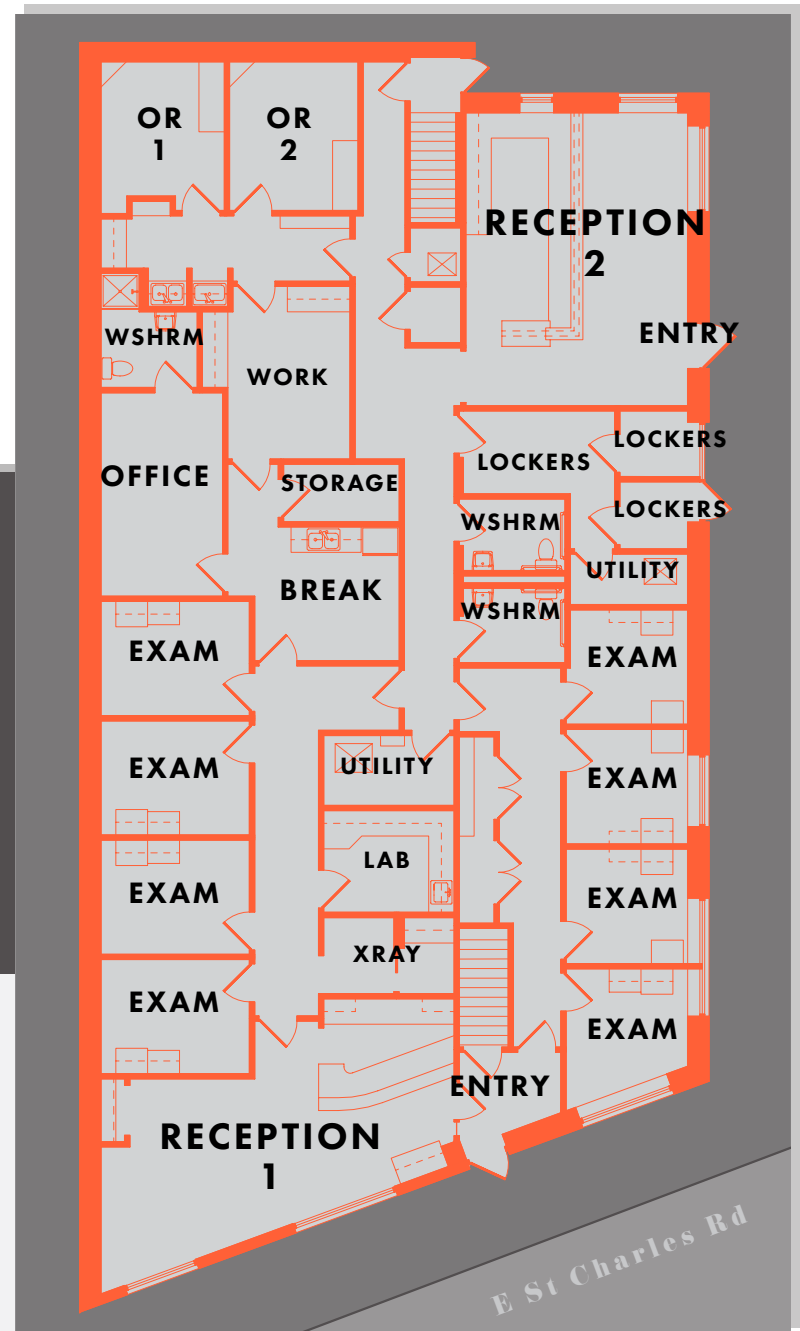 OR
1
OR
2
RECEPTION
2
ENTRY
WSHRM
WORK
LOCKERS
LOCKERS
OFFICE
STORAGE
LOCKERS
WSHRM
UTILITY
BREAK
WSHRM
EXAM
EXAM
UTILITY
EXAM
EXAM
LAB
EXAM
EXAM
XRAY
EXAM
EXAM
ENTRY
RECEPTION
1
E St Charles Rd